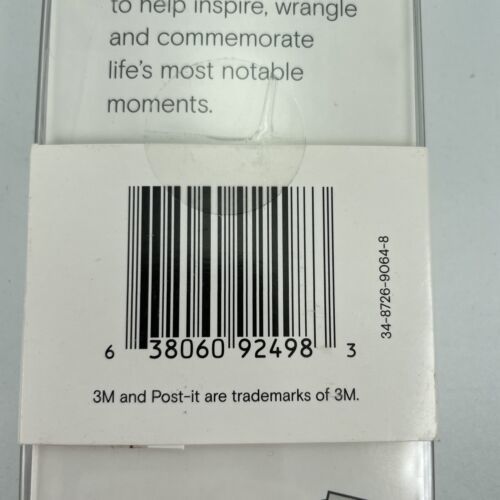 to help inspire, wrangle
and commemorate
life's most notable
moments.
34-8726-9064-8
6 38060 92498 3
3M and Post-it are trademarks of 3M.